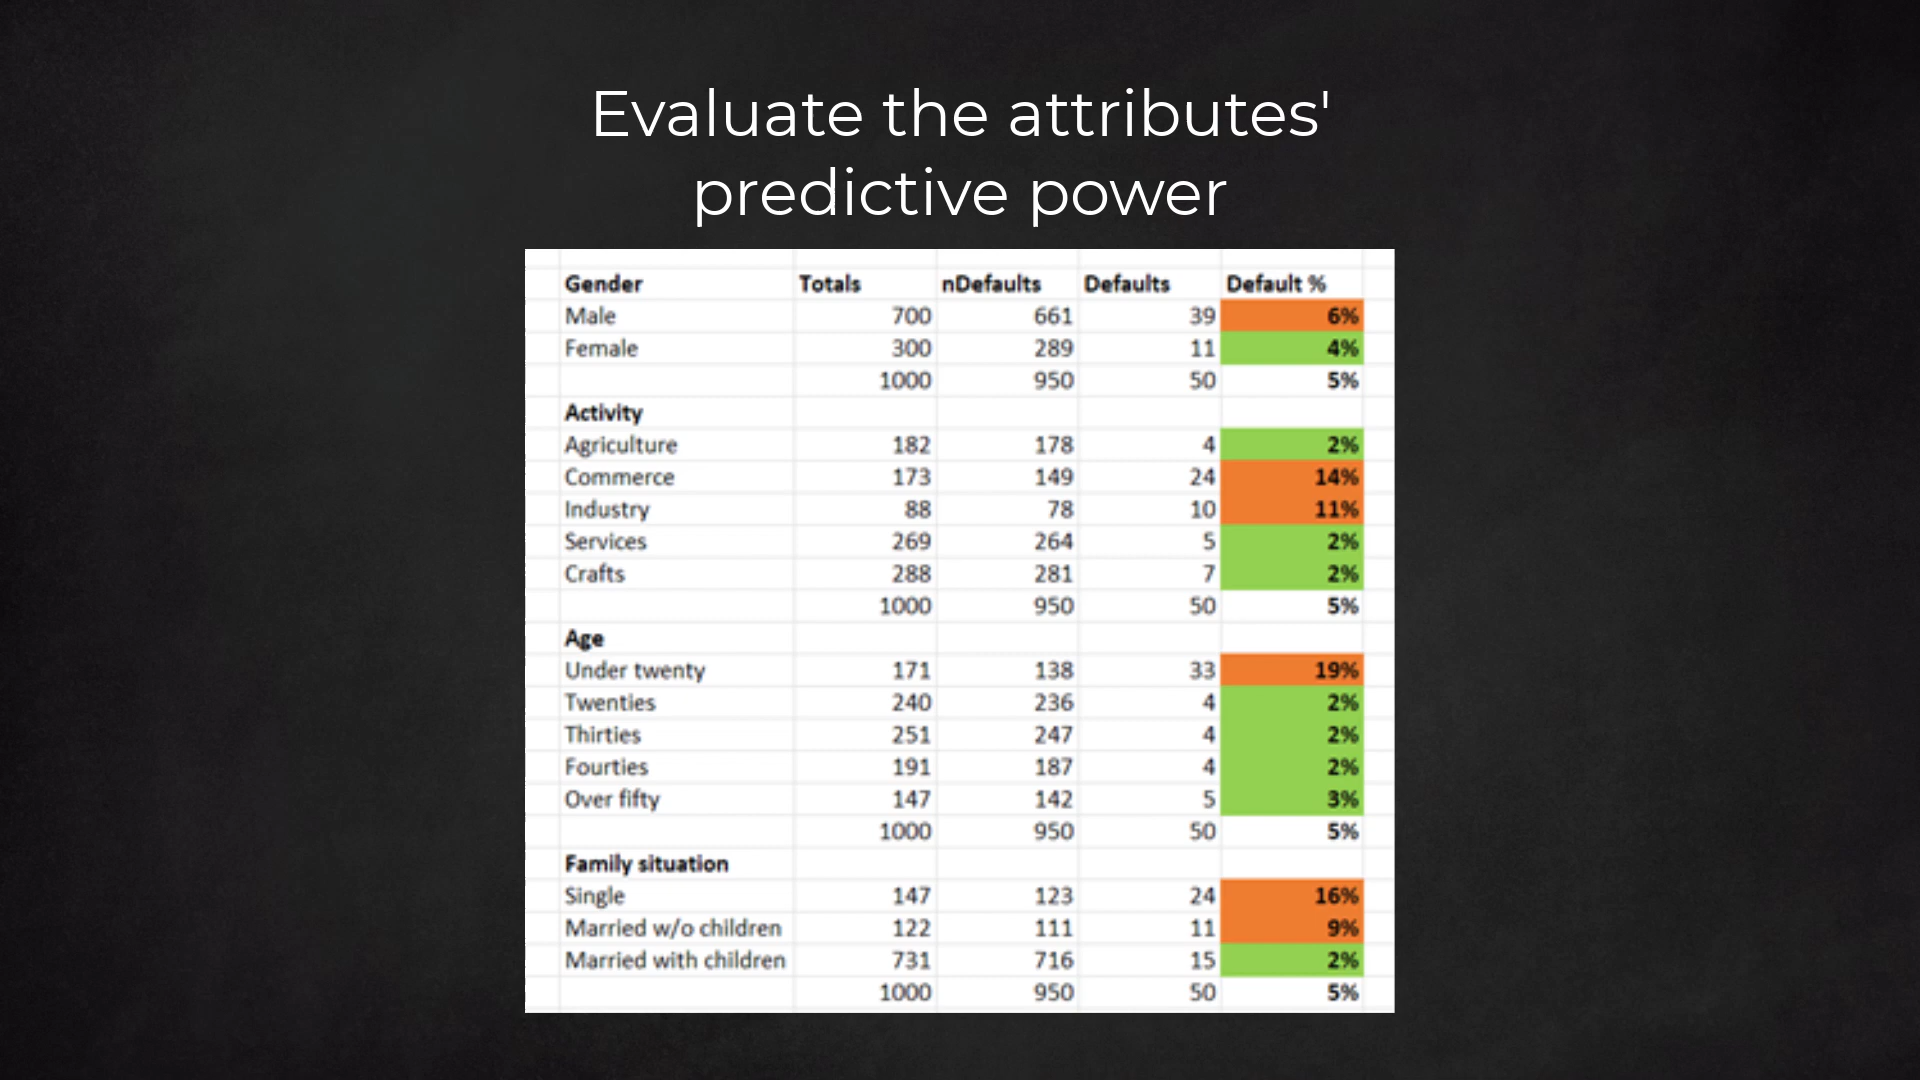 Evaluate the attributes'
predictive power
Gender Totals nDefaults Defaults Default %
Male 700 661 39 6%
Female 300 289 11 4%
1000 950 50 5%
Activity
Agriculture 182 178 4 2%
Commerce 173 149 24 14%
Industry 88 78 10 11%
Services 269 264 5 2%
Crafts 288 281 7 2%
1000 950 50 5%
Age
Under twenty 171 138 33 19%
Twenties 240 236 4 2%
Thirties 251 247 4 2%
Fourties 191 187 4 2%
Over fifty 147 142 5 3%
1000 950 50 5%
Family situation
Single 147 123 24 16%
Married w/o children 122 111 11 9%
Married with children 731 716 15 2%
1000 950 50 5%